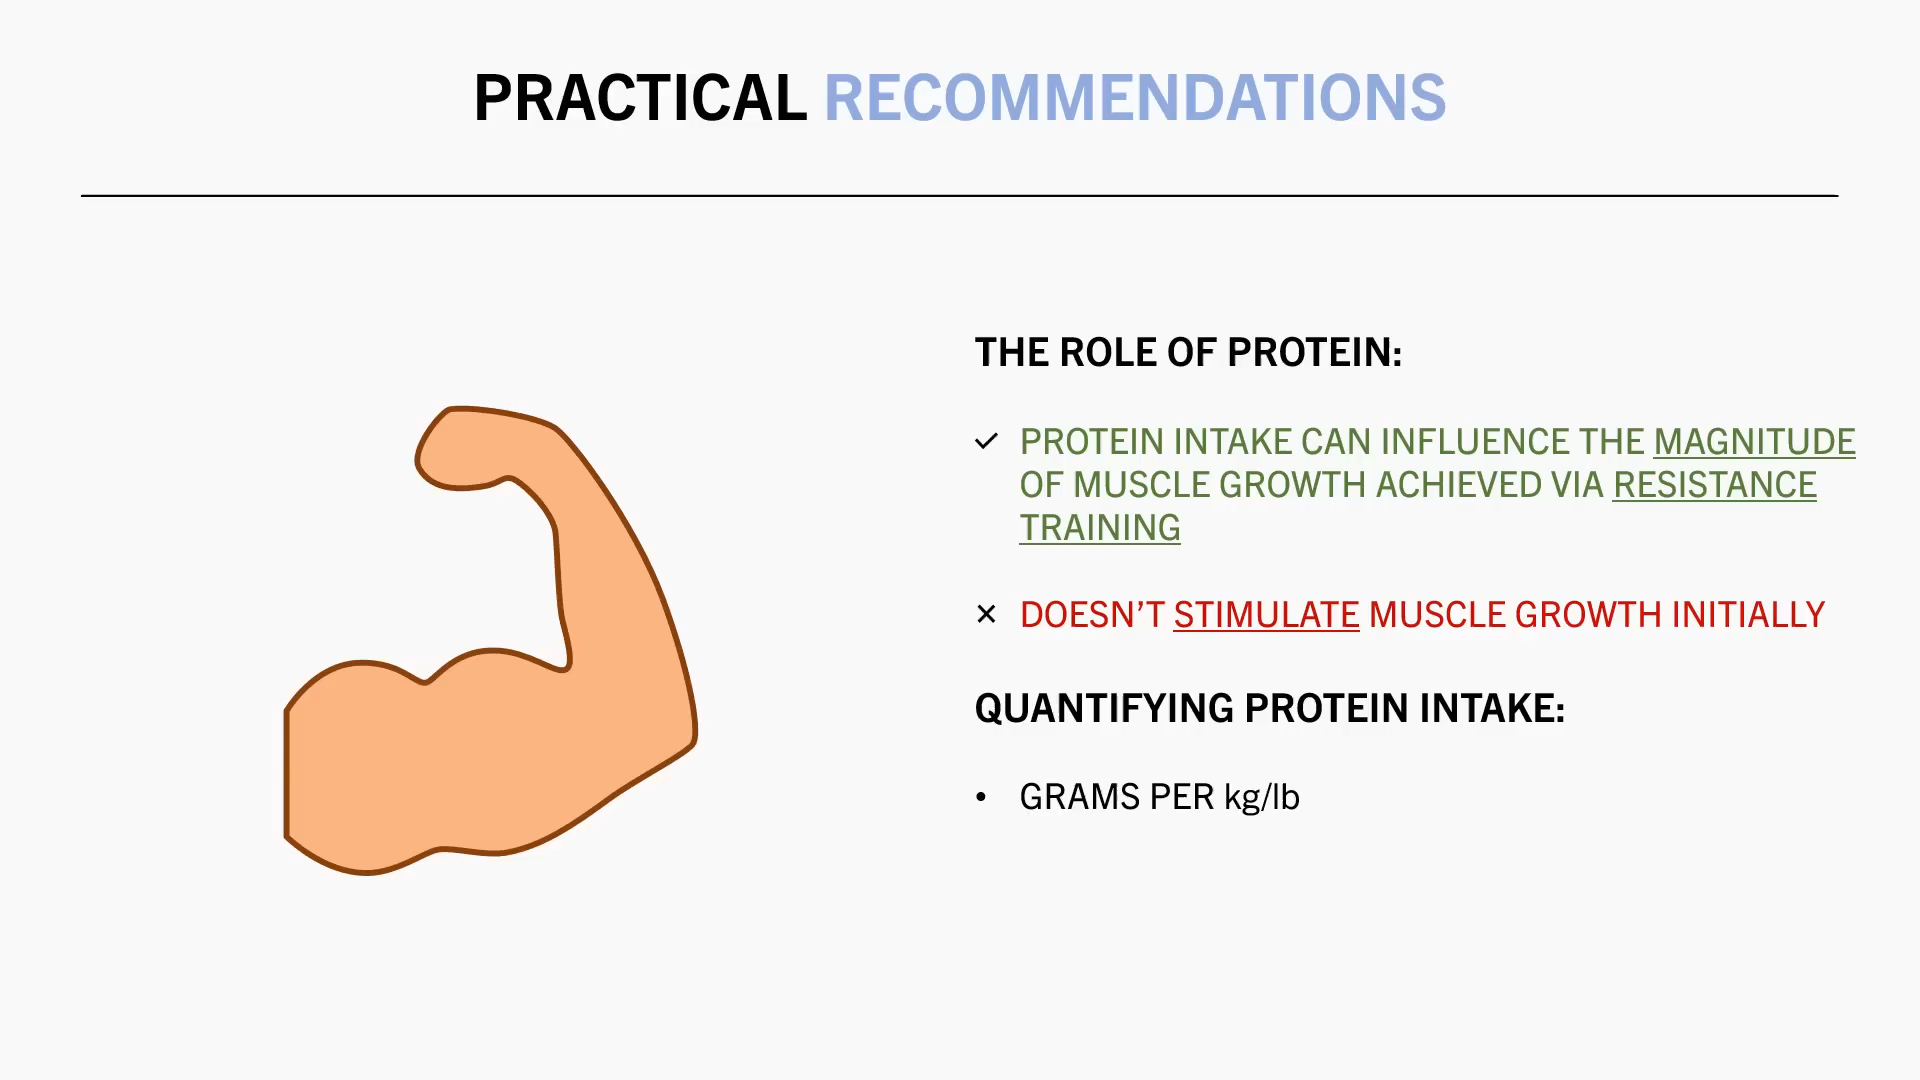 PRACTICAL RECOMMENDATIONS
THE ROLE OF PROTEIN:
✓ PROTEIN INTAKE CAN INFLUENCE THE MAGNITUDE
OF MUSCLE GROWTH ACHIEVED VIA RESISTANCE
TRAINING
✕ DOESN’T STIMULATE MUSCLE GROWTH INITIALLY
QUANTIFYING PROTEIN INTAKE:
• GRAMS PER kg/lb